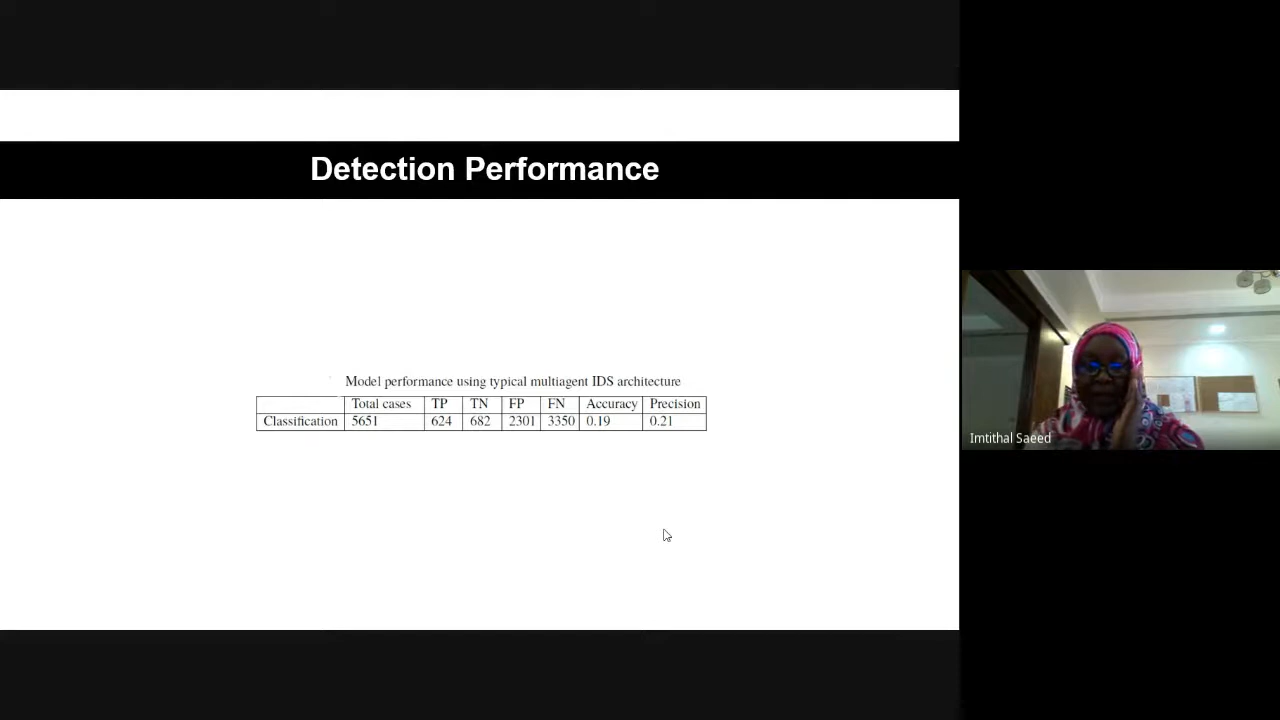 Detection Performance
Model performance using typical multiagent IDS architecture
Total cases TP TN FP FN Accuracy Precision
Classification 5651 624 682 2301 3350 0.19 0.21
Imtithal Saeed